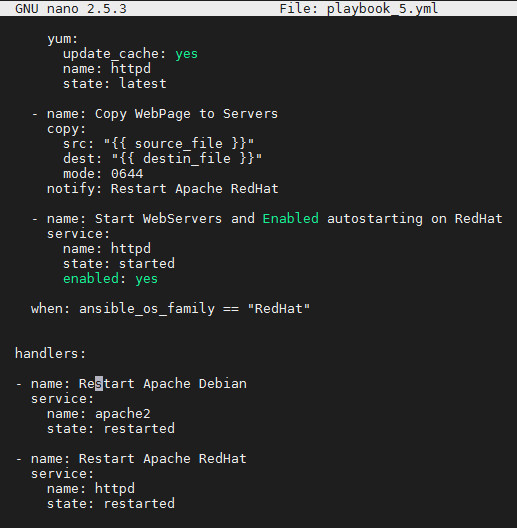 GNU nano 2.5.3 File: playbook_5.yml
yum:
update_cache: yes
name: httpd
state: latest
- name: Copy WebPage to Servers
copy:
src: "{{ source_file }}"
dest: "{{ destin_file }}"
mode: 0644
notify: Restart Apache RedHat
- name: Start WebServers and Enabled autostarting on RedHat
service:
name: httpd
state: started
enabled: yes
when: ansible_os_family == "RedHat"
handlers:
- name: Restart Apache Debian
service:
name: apache2
state: restarted
- name: Restart Apache RedHat
service:
name: httpd
state: restarted